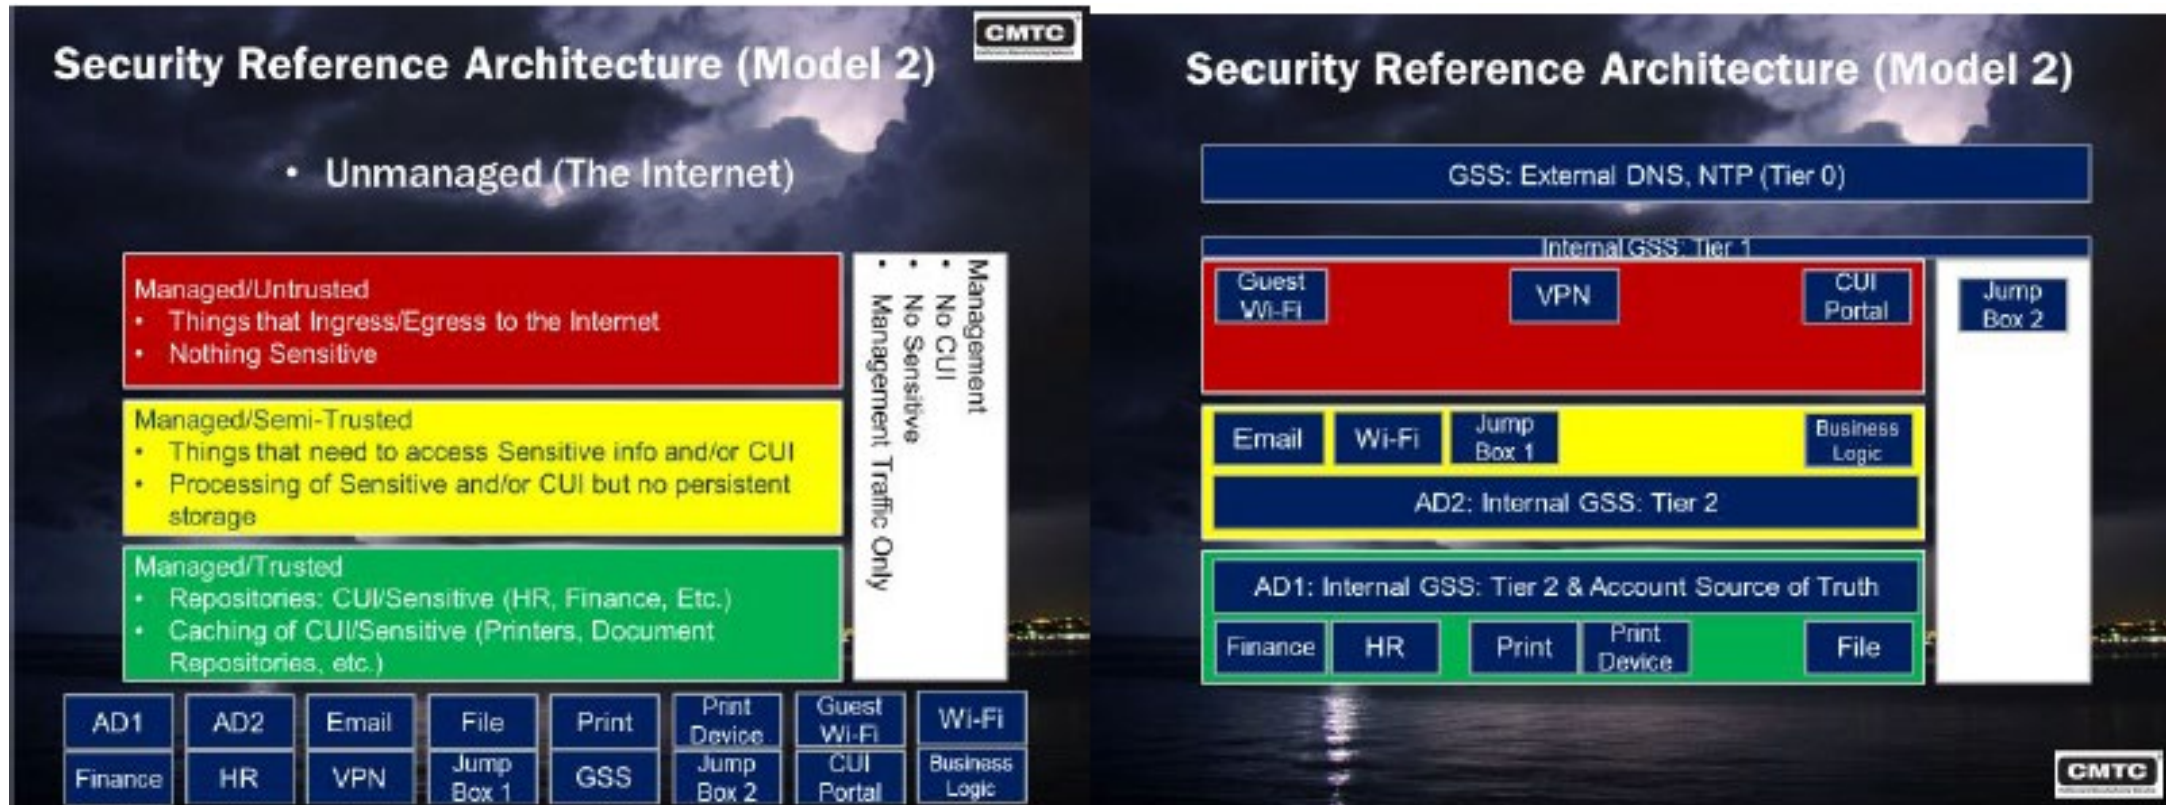 CMTC
Security Reference Architecture (Model 2)
• Unmanaged (The Internet)
Managed/Untrusted
• Things that Ingress/Egress to the Internet
• Nothing Sensitive
Managed/Semi-Trusted
• Things that need to access Sensitive info and/or CUI
• Processing of Sensitive and/or CUI but no persistent
storage
Managed/Trusted
• Repositories: CUI/Sensitive (HR, Finance, Etc.)
• Caching of CUI/Sensitive (Printers, Document
Repositories, etc.)
Management
• No CUI
• No Sensitive
• Management Traffic Only
AD1
AD2
Email
File
Print
Print
Device
Guest
Wi-Fi
Wi-Fi
Finance
HR
VPN
Jump
Box 1
GSS
Jump
Box 2
CUI
Portal
Business
Logic
Security Reference Architecture (Model 2)
GSS: External DNS, NTP (Tier 0)
Internal GSS: Tier 1
Guest
Wi-Fi
VPN
CUI
Portal
Jump
Box 2
Email
Wi-Fi
Jump
Box 1
Business
Logic
AD2: Internal GSS: Tier 2
AD1: Internal GSS: Tier 2 & Account Source of Truth
Finance
HR
Print
Print
Device
File
CMTC